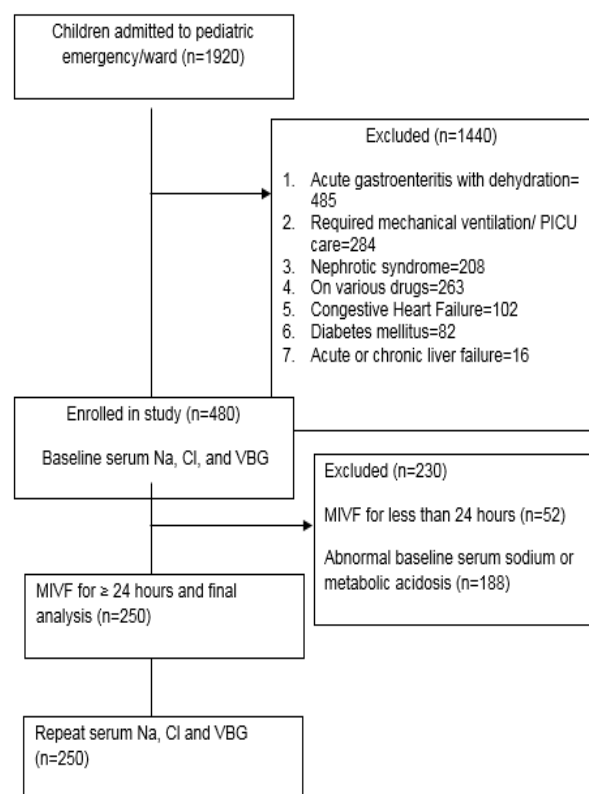 Children admitted to pediatric
emergency/ward (n=1920)
Excluded (n=1440)
1. Acute gastroenteritis with dehydration=
485
2. Required mechanical ventilation/ PICU
care=284
3. Nephrotic syndrome=208
4. On various drugs=263
5. Congestive Heart Failure=102
6. Diabetes mellitus=82
7. Acute or chronic liver failure=16
Enrolled in study (n=480)
Baseline serum Na, Cl, and VBG
Excluded (n=230)
MIVF for less than 24 hours (n=52)
Abnormal baseline serum sodium or
metabolic acidosis (n=188)
MIVF for ≥ 24 hours and final
analysis (n=250)
Repeat serum Na, Cl and VBG
(n=250)